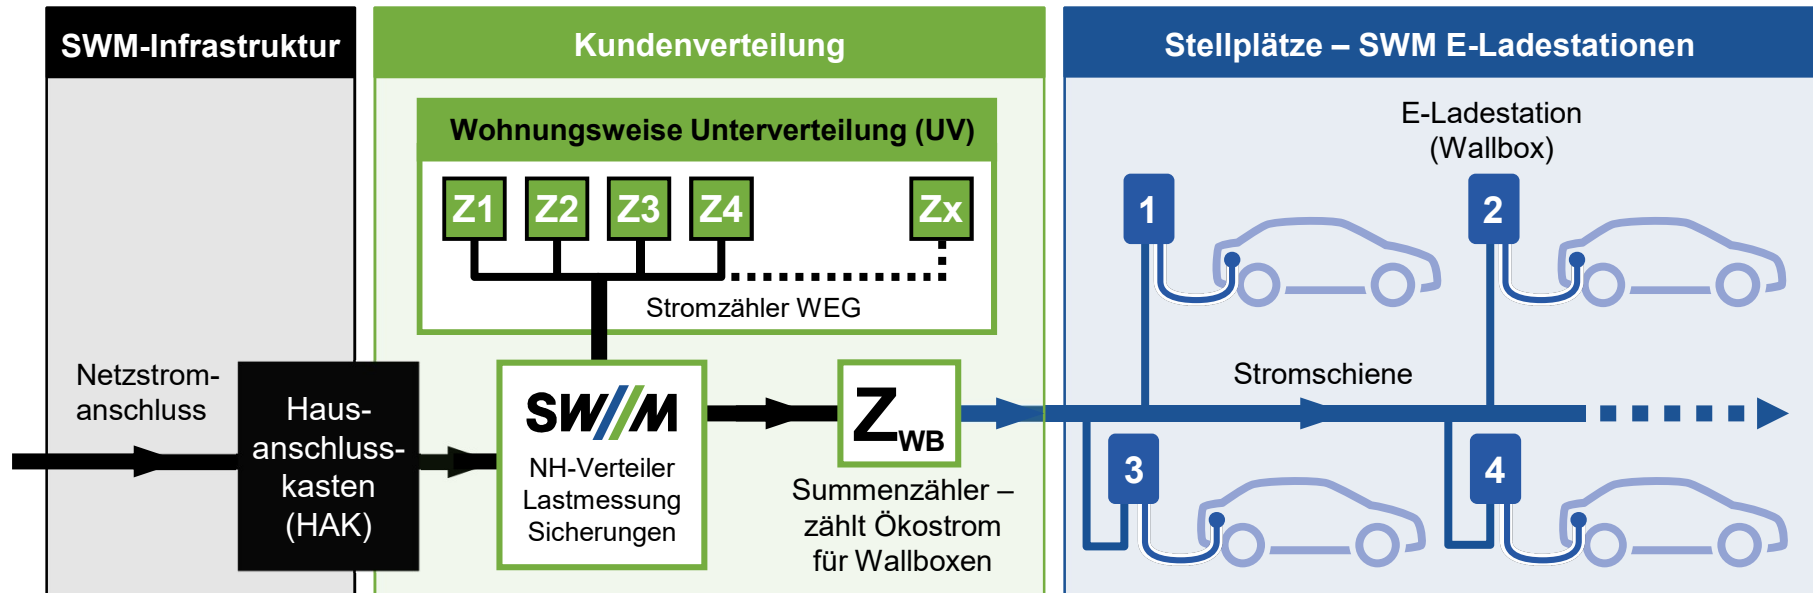 SWM-Infrastruktur
Netzstrom-
anschluss
Haus-
anschluss-
kasten
(HAK)
Kundenverteilung
Wohnungsweise Unterverteilung (UV)
Z1 Z2 Z3 Z4 Zx
Stromzähler WEG
SWM
NH-Verteiler
Lastmessung
Sicherungen
ZWB
Summenzähler –
zählt Ökostrom
für Wallboxen
Stellplätze – SWM E-Ladestationen
E-Ladestation
(Wallbox)
1 2
Stromschiene
3 4